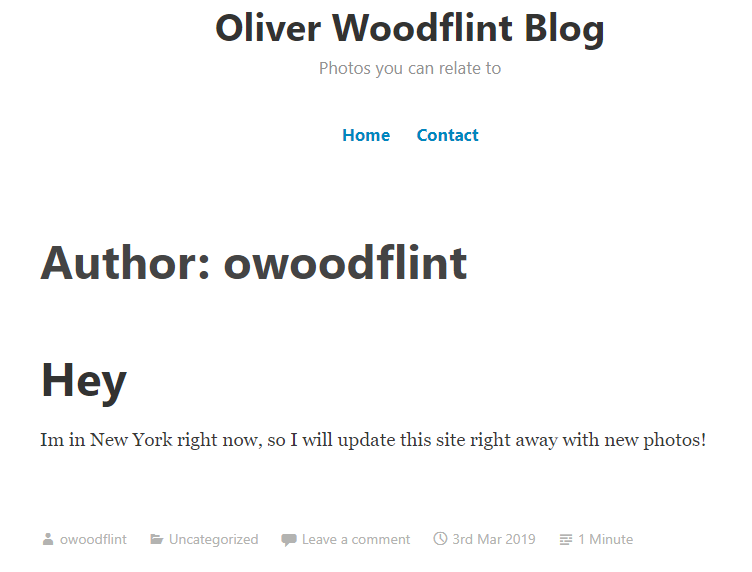 Oliver Woodflint Blog
Photos you can relate to
Home Contact
Author: owoodflint
Hey
Im in New York right now, so I will update this site right away with new photos!
owoodflint Uncategorized Leave a comment 3rd Mar 2019 1 Minute